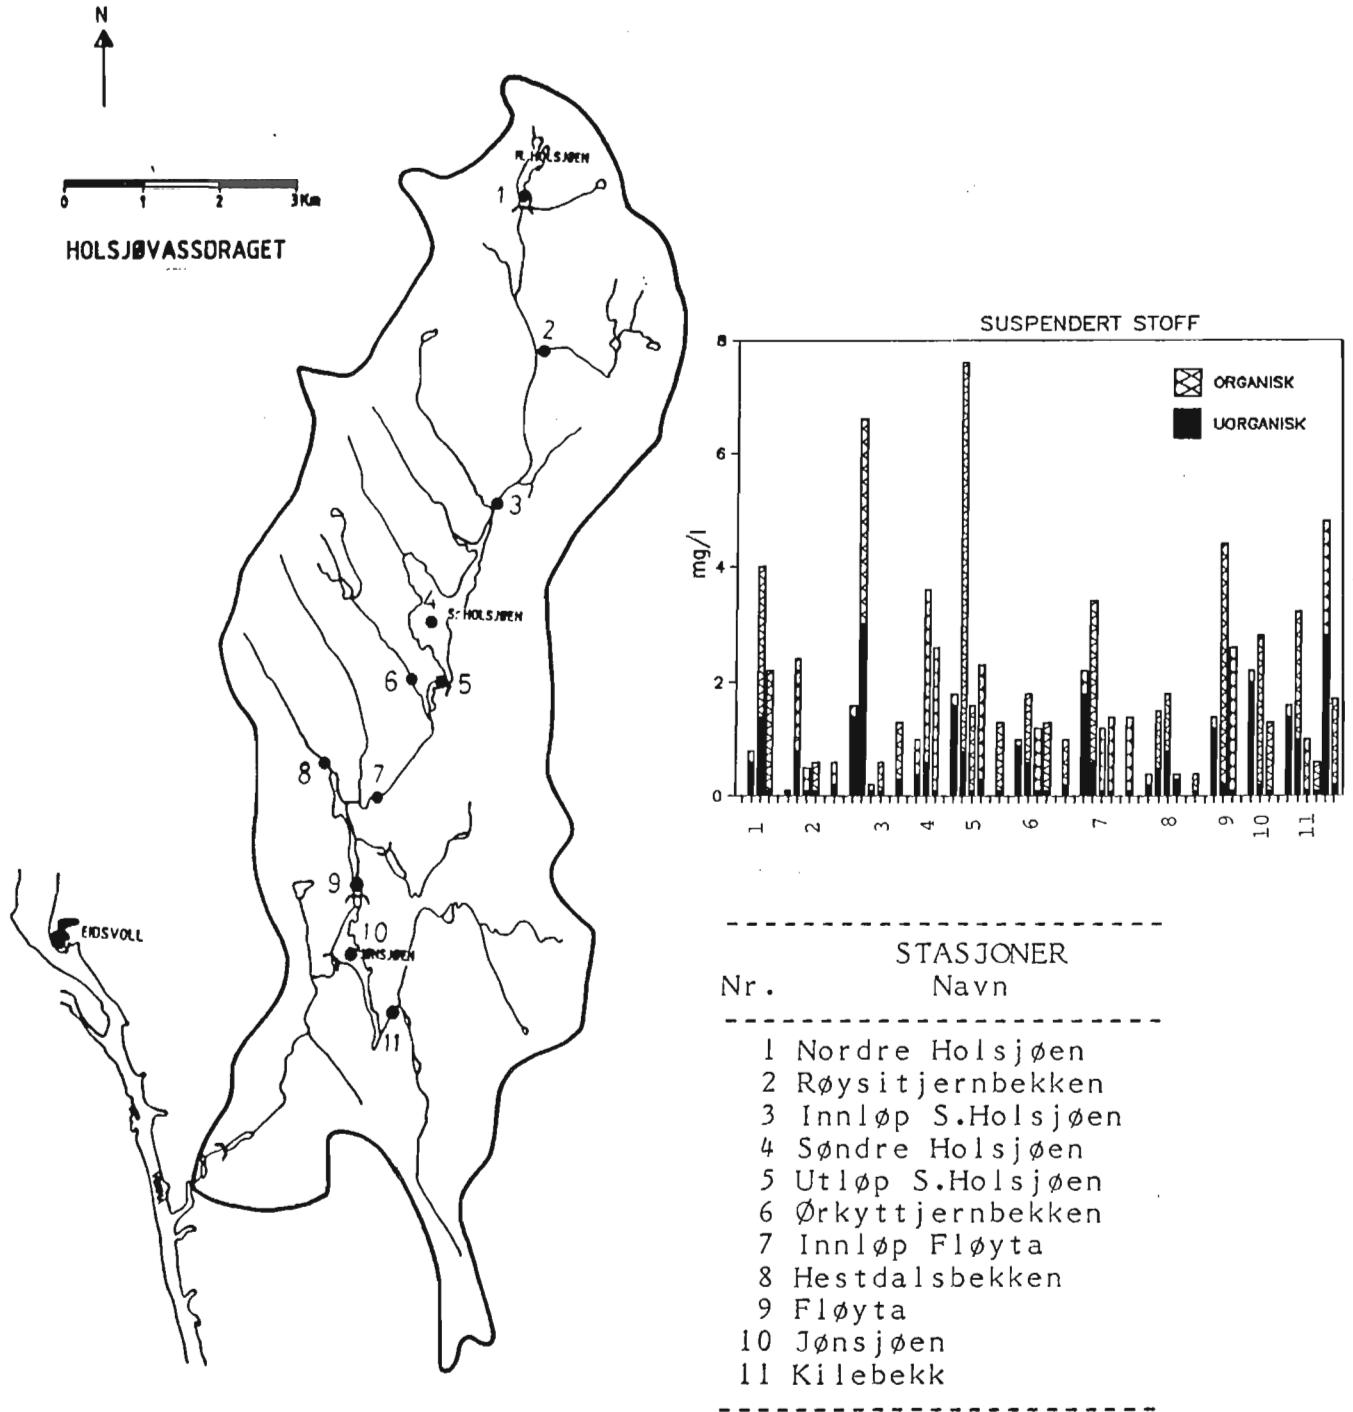 N
0 1 2 3 Km
HOLSJØVASSDRAGET
N. HOLSJØEN
1
2
3
4
S. HOLSJØEN
5
6
7
8
9
10
JØNSJØEN
11
EIDSVOLL
SUSPENDERT STOFF
ORGANISK
UORGANISK
mg/l
8
6
4
2
0
1 2 3 4 5 6 7 8 9 10 11
STASJONER
Nr. Navn
1 Nordre Holsjøen
2 Røysitjernbekken
3 Innløp S.Holsjøen
4 Søndre Holsjøen
5 Utløp S.Holsjøen
6 Ørkyttjernbekken
7 Innløp Fløyta
8 Hestdalsbekken
9 Fløyta
10 Jønsjøen
11 Kilebekk